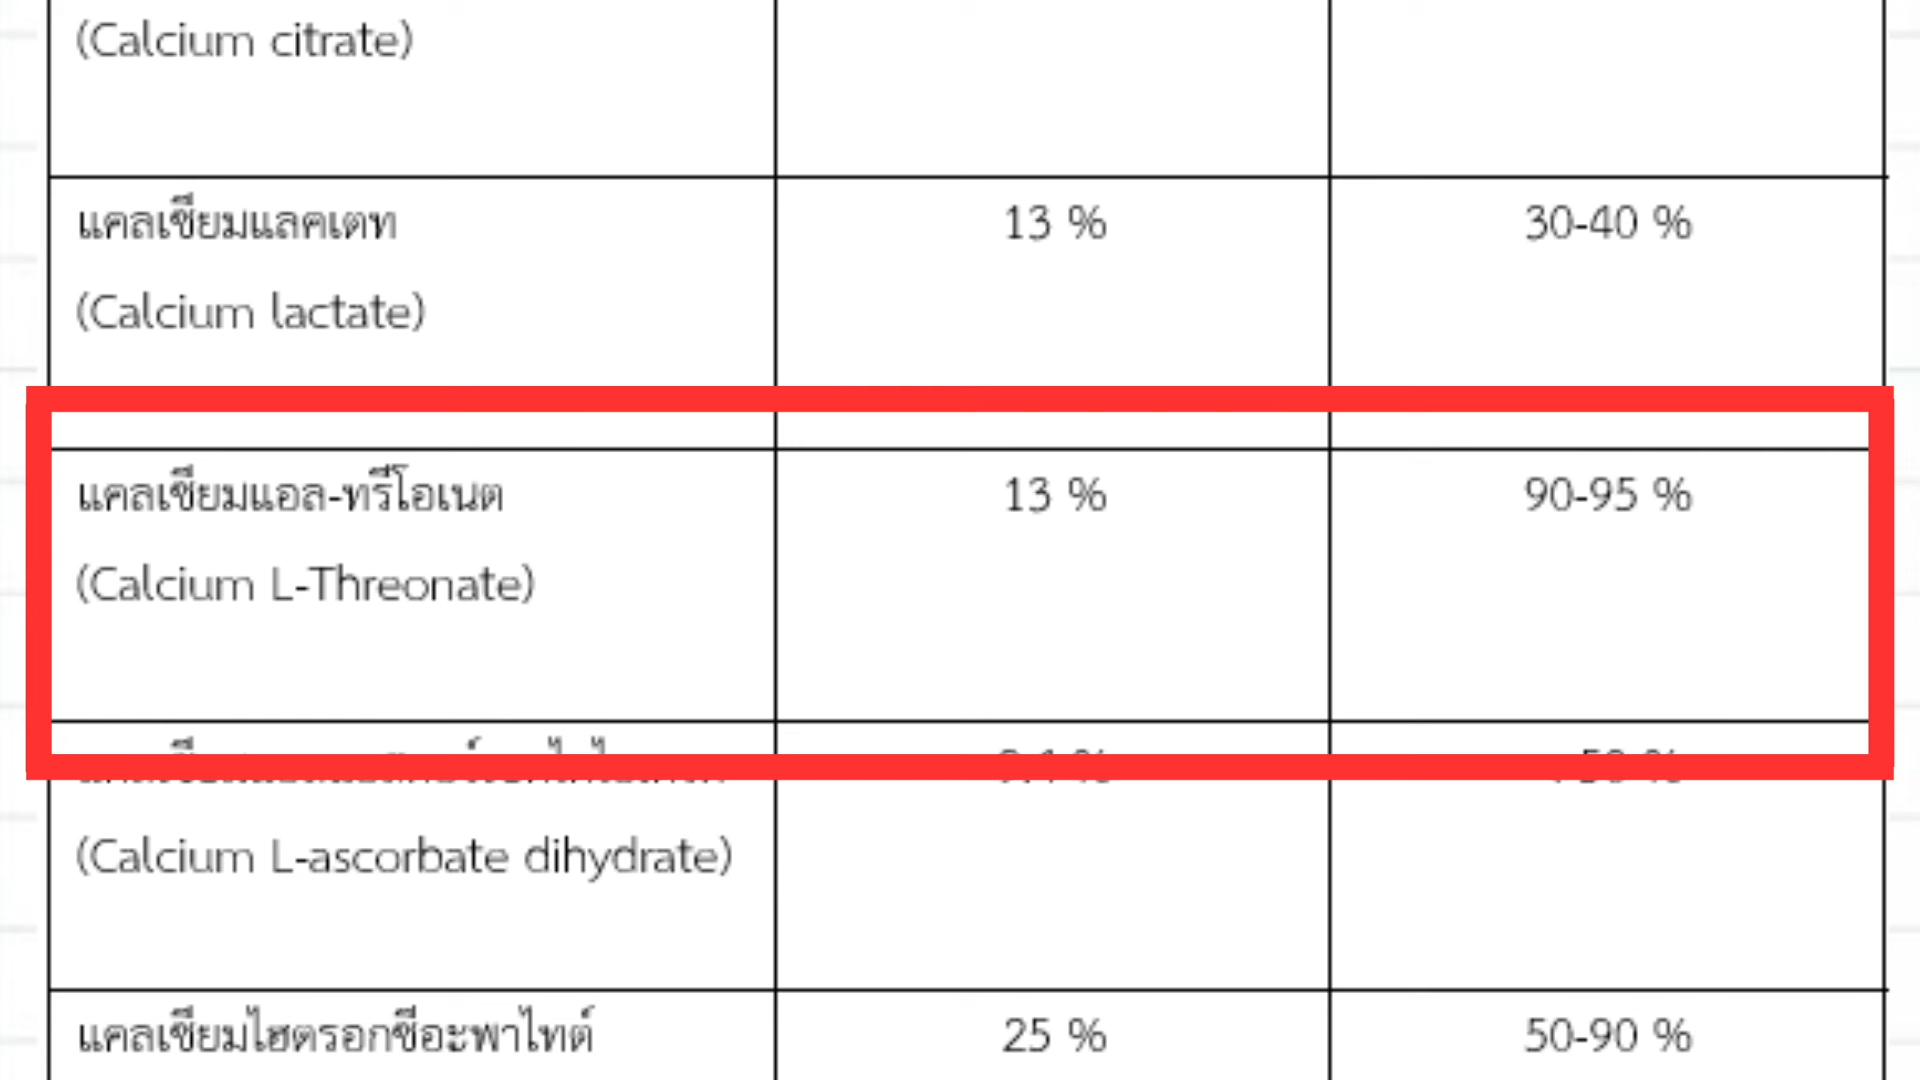 (Calcium citrate)
แคลเซียมแลคเตท 13 % 30-40 %
(Calcium lactate)
แคลเซียมแอล-ทรีโอเนต 13 % 90-95 %
(Calcium L-Threonate)
(Calcium L-ascorbate dihydrate)
แคลเซียมไฮดรอกซีอะพาไทต์ 25 % 50-90 %